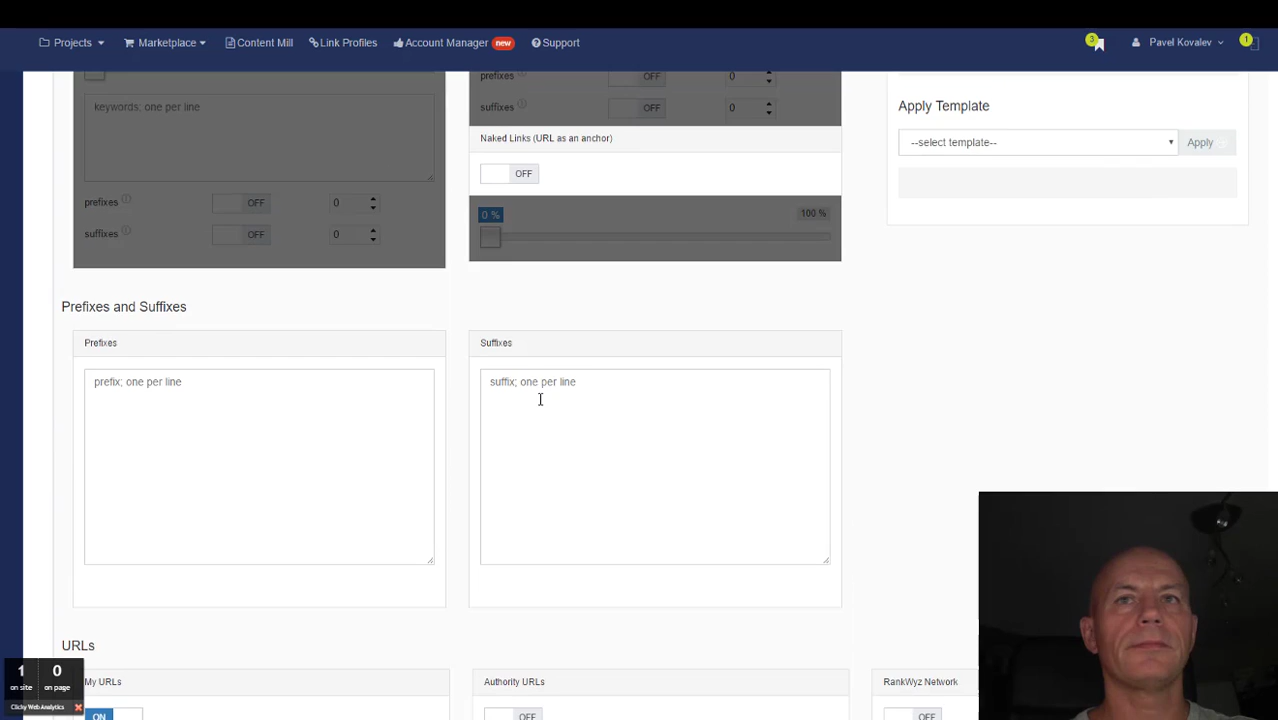 Projects Marketplace Content Mill Link Profiles Account Manager new Support 3 Pavel Kovalev 1
keywords; one per line
prefixes OFF 0
suffixes OFF 0
prefixes OFF 0
suffixes OFF 0
Naked Links (URL as an anchor)
OFF
0 % 100 %
Apply Template
--select template-- Apply
Prefixes and Suffixes
Prefixes
prefix; one per line
Suffixes
suffix; one per line
URLs
My URLs
ON
Authority URLs
OFF
RankWyz Network
OFF
1 0
on site on page
Clicky Web Analytics